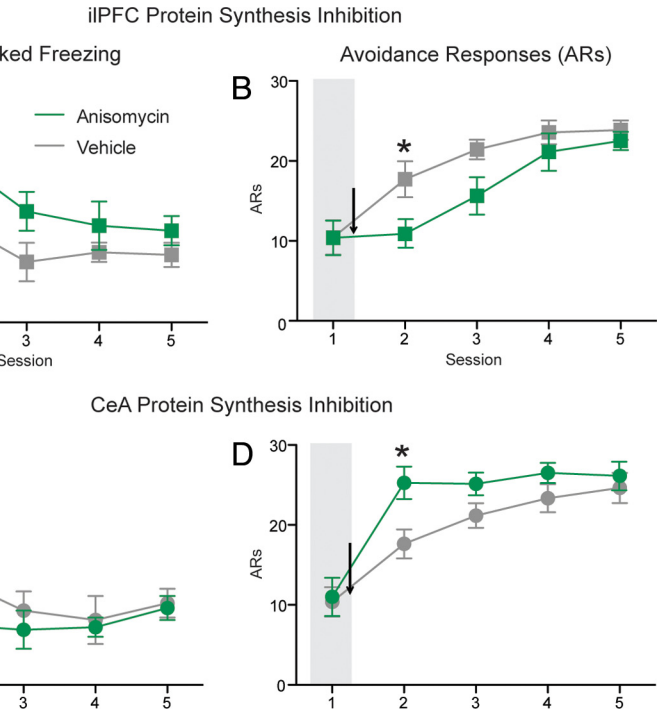 ilPFC Protein Synthesis Inhibition
ked Freezing
Anisomycin
Vehicle
3 4 5
Session
B
Avoidance Responses (ARs)
30
20
10
0
ARs
*
1 2 3 4 5
Session
CeA Protein Synthesis Inhibition
3 4 5
D
30
20
10
0
ARs
*
1 2 3 4 5